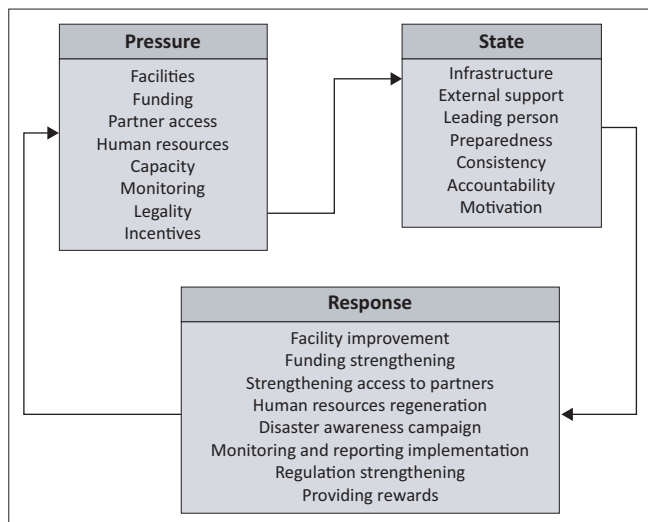 Pressure
Facilities
Funding
Partner access
Human resources
Capacity
Monitoring
Legality
Incentives
State
Infrastructure
External support
Leading person
Preparedness
Consistency
Accountability
Motivation
Response
Facility improvement
Funding strengthening
Strengthening access to partners
Human resources regeneration
Disaster awareness campaign
Monitoring and reporting implementation
Regulation strengthening
Providing rewards